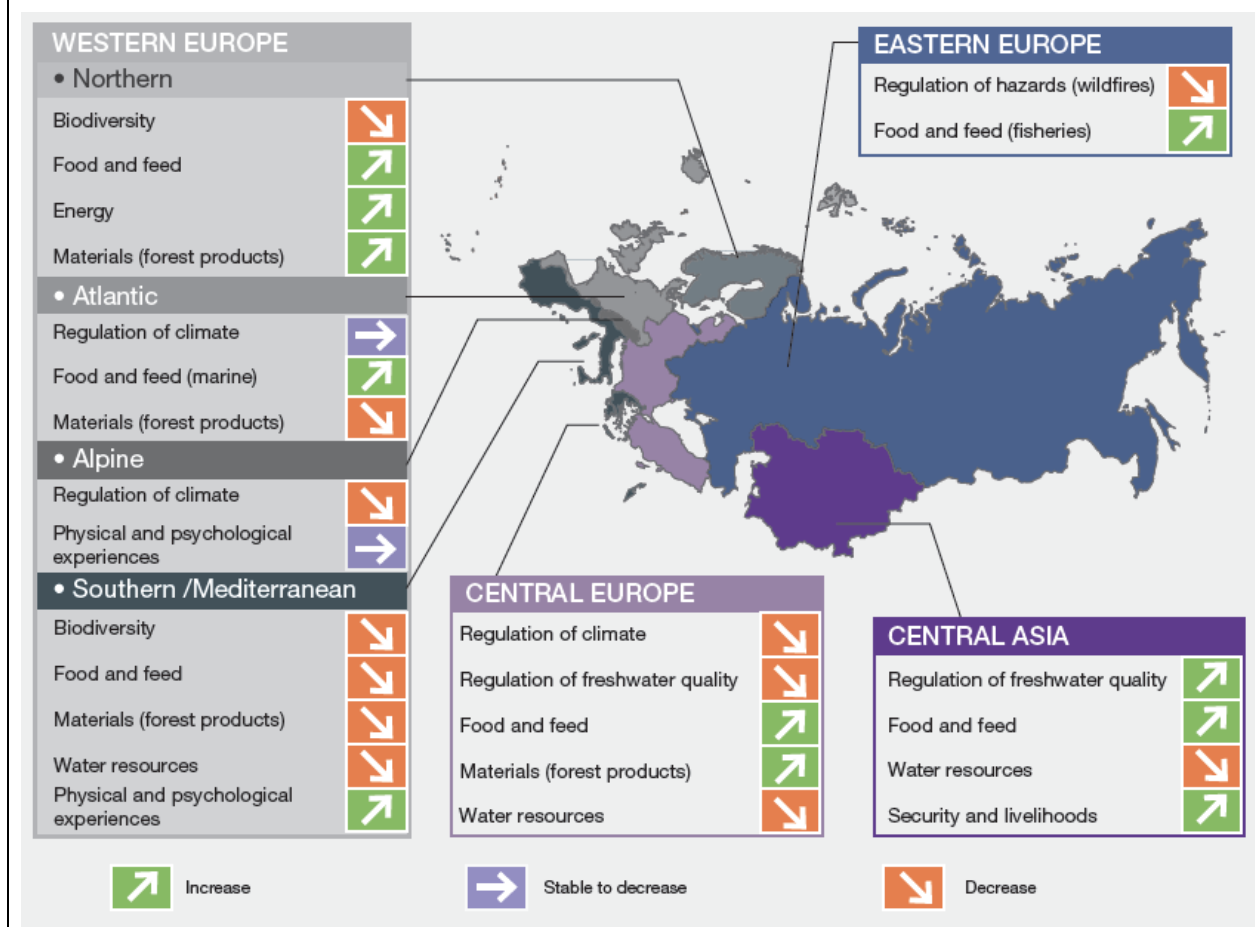 WESTERN EUROPE
• Northern
Biodiversity
Food and feed
Energy
Materials (forest products)
• Atlantic
Regulation of climate
Food and feed (marine)
Materials (forest products)
• Alpine
Regulation of climate
Physical and psychological
experiences
• Southern /Mediterranean
Biodiversity
Food and feed
Materials (forest products)
Water resources
Physical and psychological
experiences
EASTERN EUROPE
Regulation of hazards (wildfires)
Food and feed (fisheries)
CENTRAL EUROPE
Regulation of climate
Regulation of freshwater quality
Food and feed
Materials (forest products)
Water resources
CENTRAL ASIA
Regulation of freshwater quality
Food and feed
Water resources
Security and livelihoods
Increase
Stable to decrease
Decrease